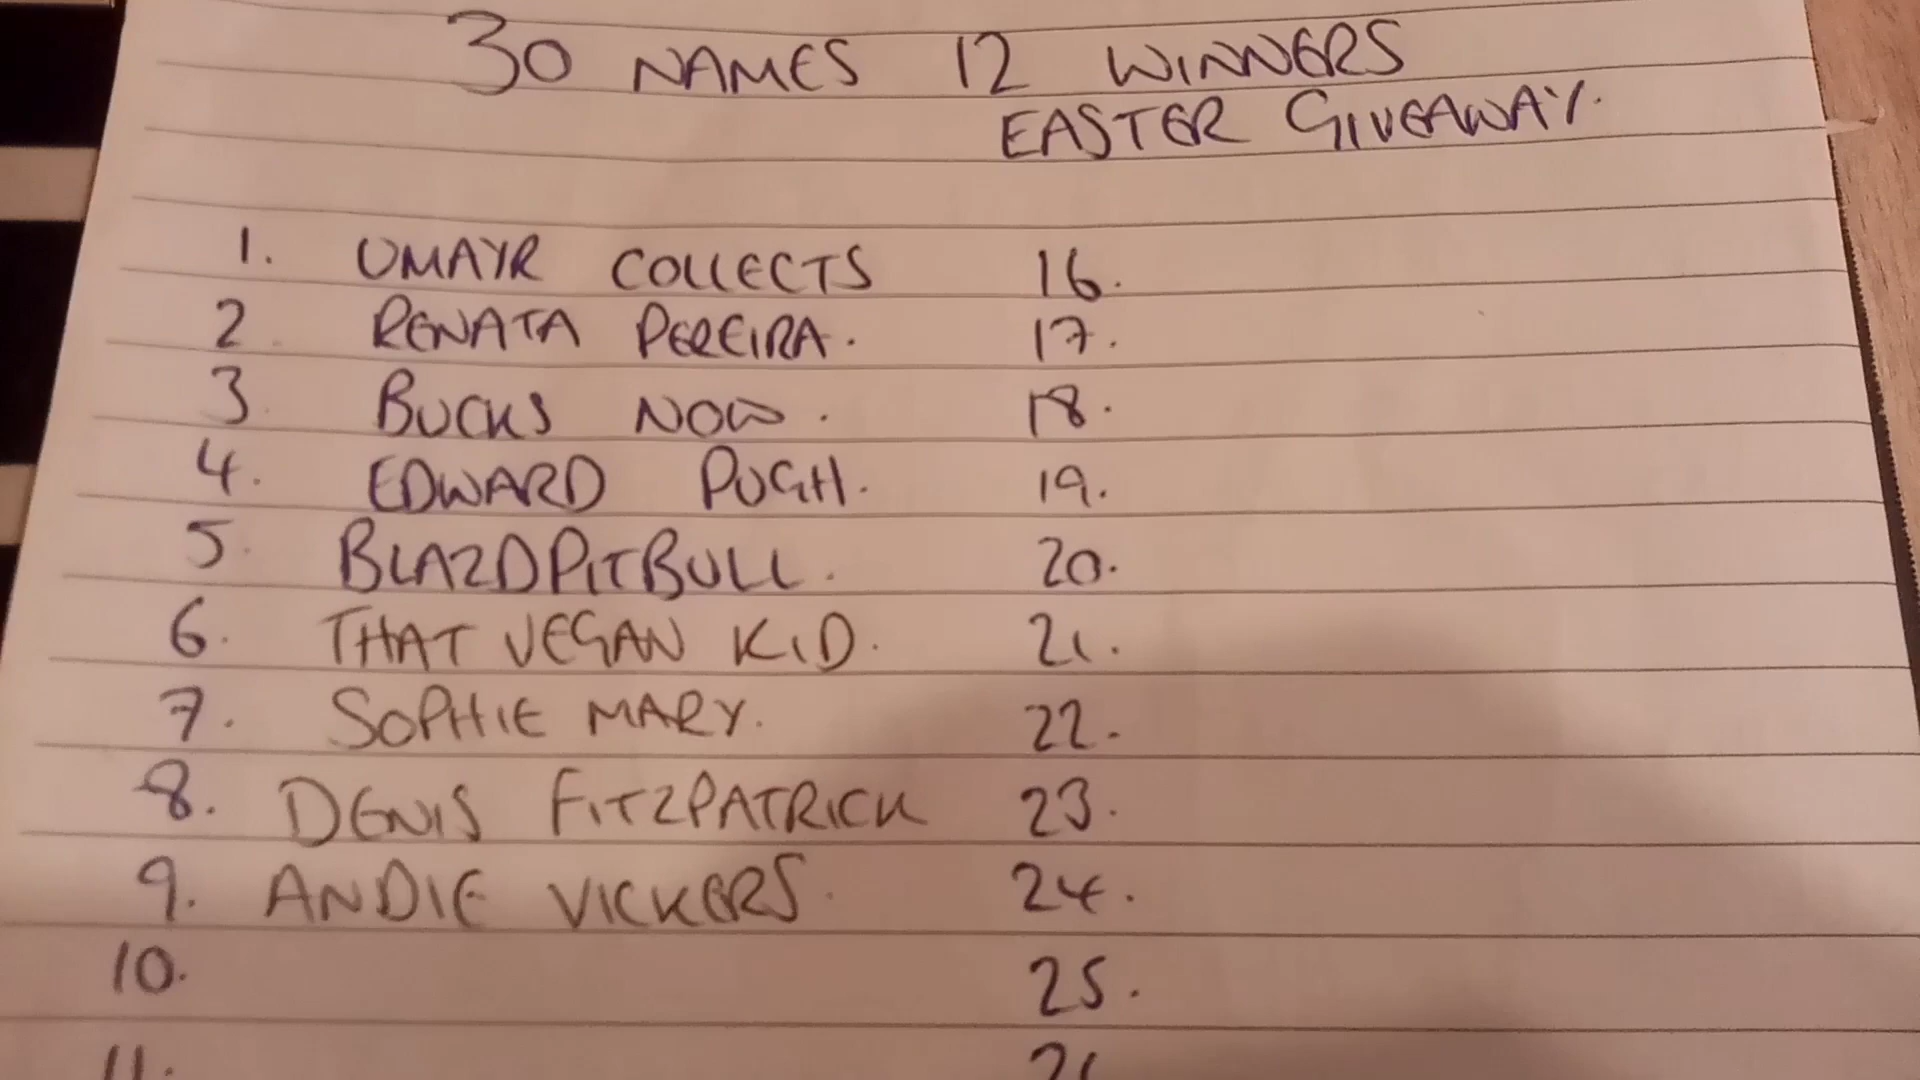 30 NAMES 12 WINNERS
EASTER GIVEAWAY.
1. UMAYR COLLECTS 16.
2. RENATA PEREIRA. 17.
3. BUCKS NOW. 18.
4. EDWARD PUGH. 19.
5. BLAZDPITBULL. 20.
6. THAT VEGAN KID. 21.
7. SOPHIE MARY. 22.
8. DENIS FITZPATRICK 23.
9. ANDIE VICKERS. 24.
10. 25.
11. 26